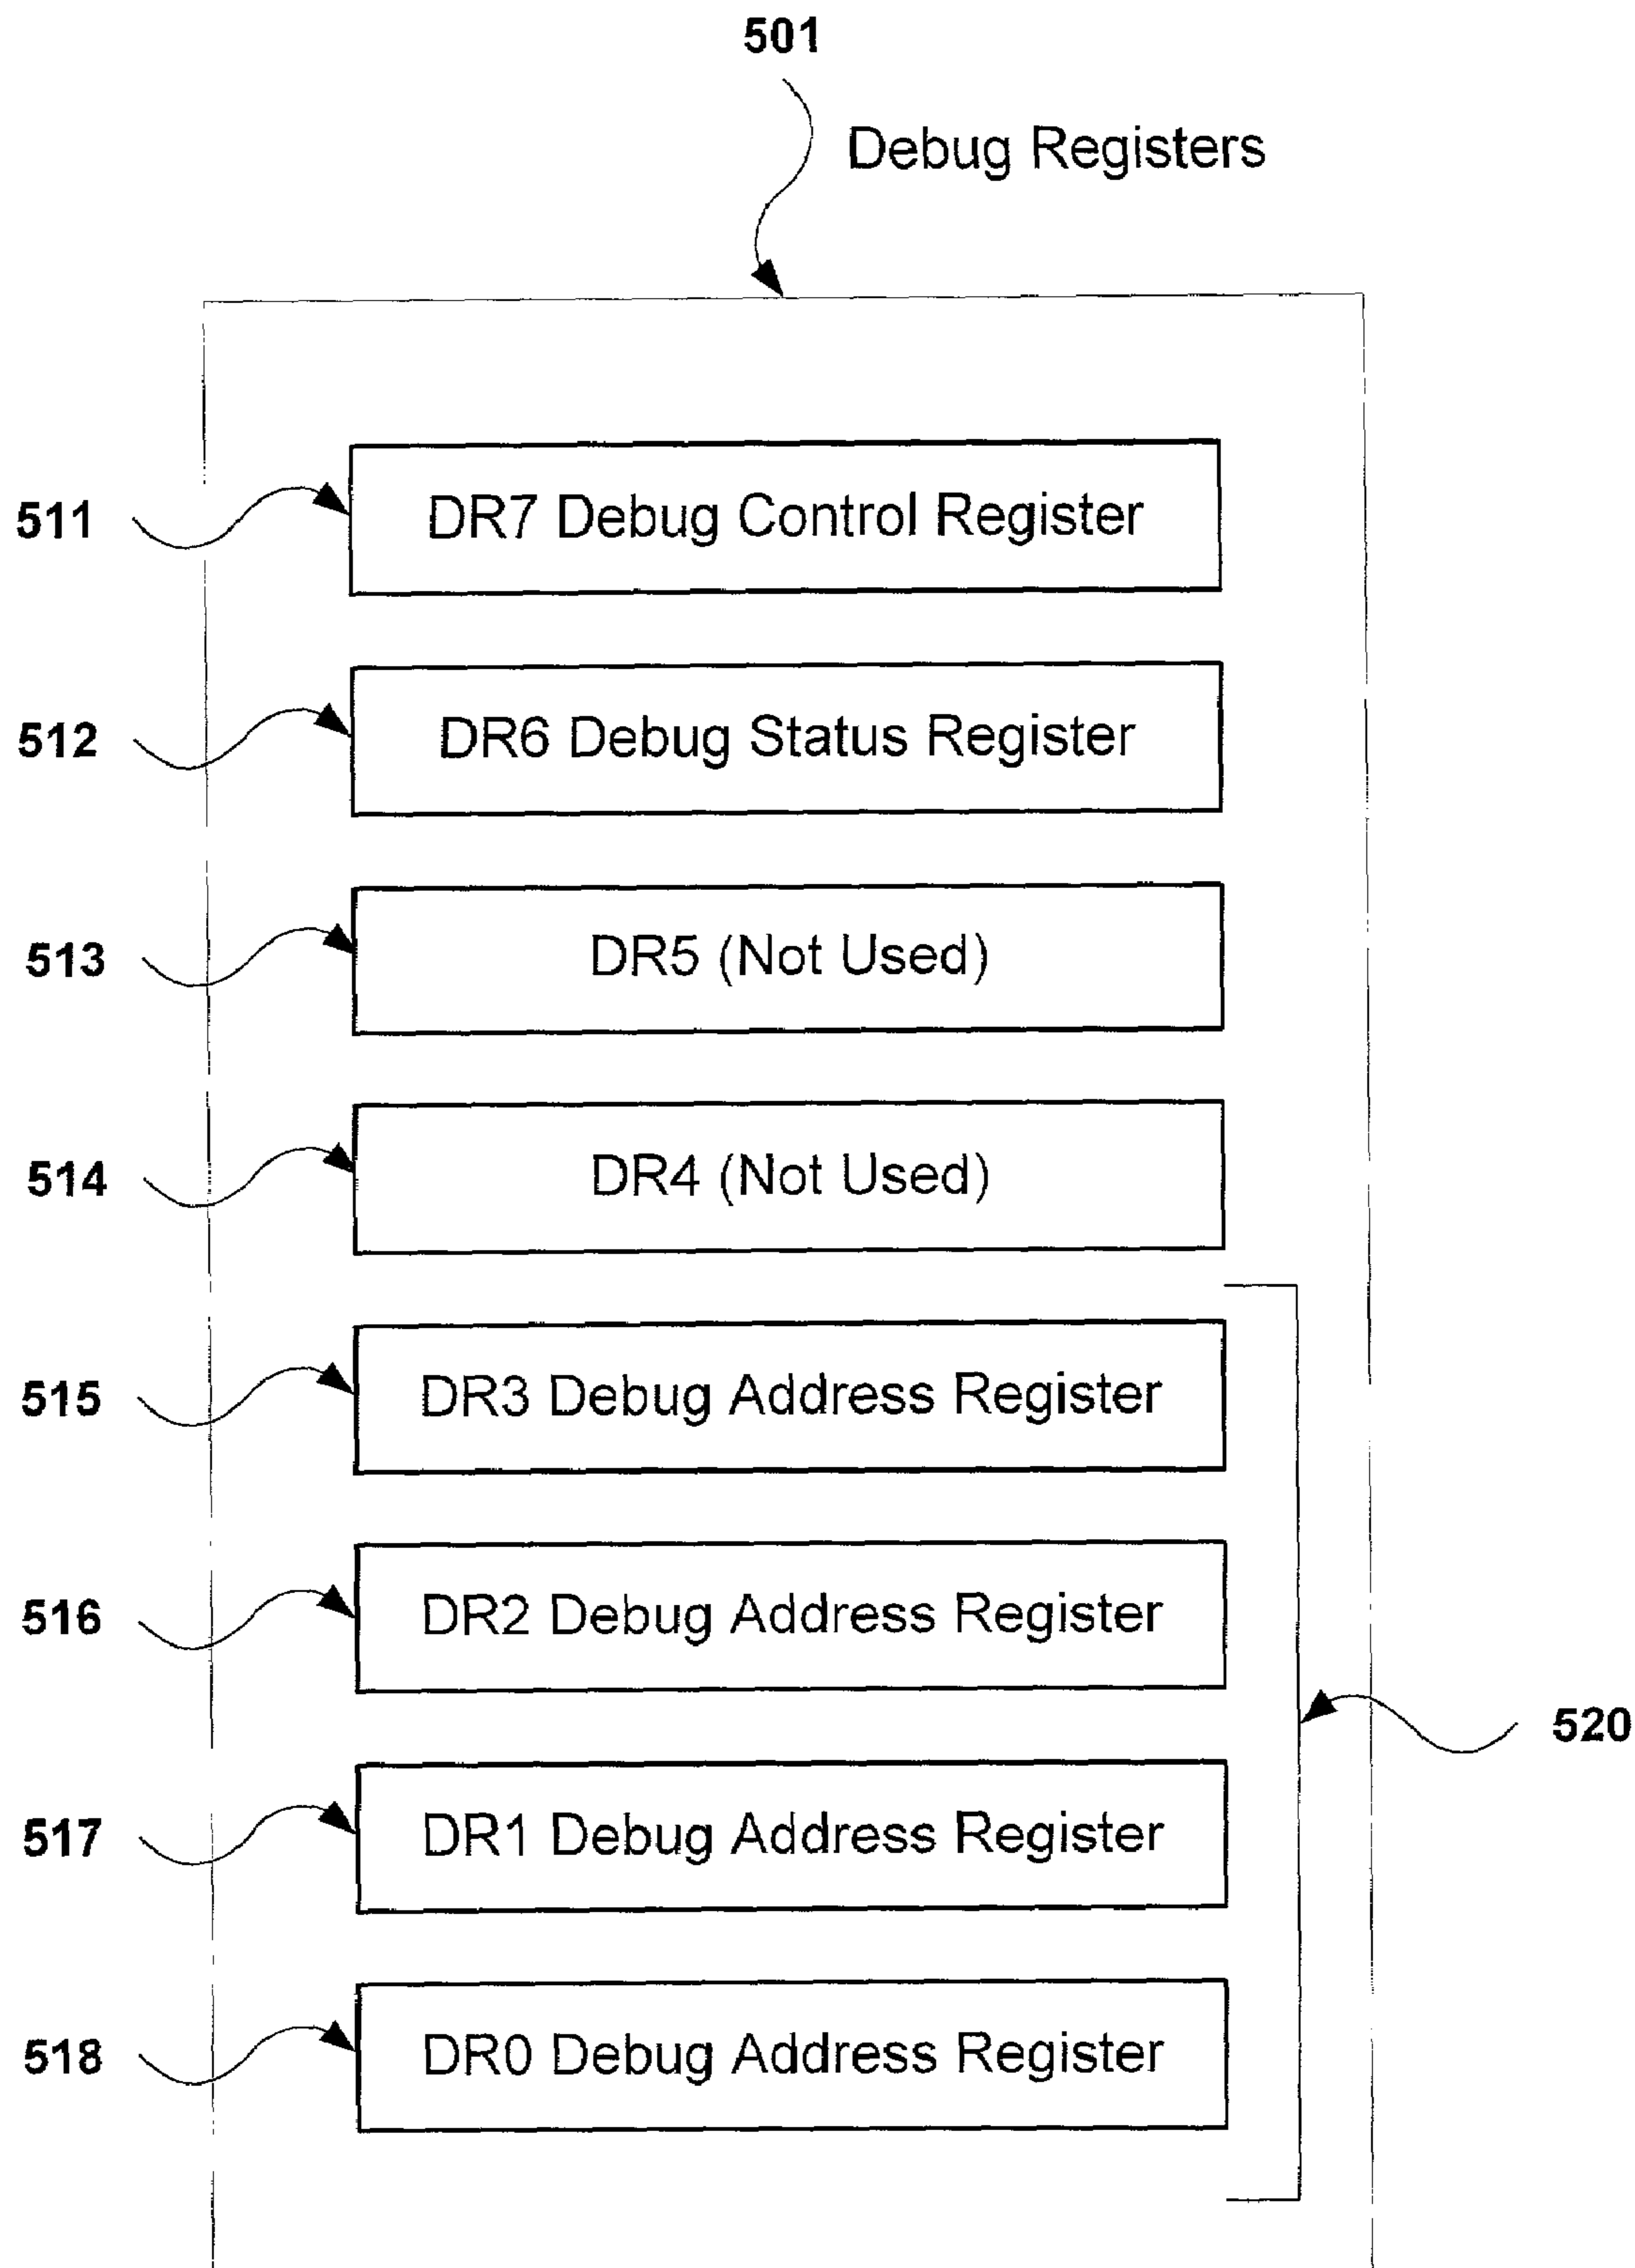 501
Debug Registers
511
DR7 Debug Control Register
512
DR6 Debug Status Register
513
DR5 (Not Used)
514
DR4 (Not Used)
515
DR3 Debug Address Register
516
DR2 Debug Address Register
520
517
DR1 Debug Address Register
518
DR0 Debug Address Register